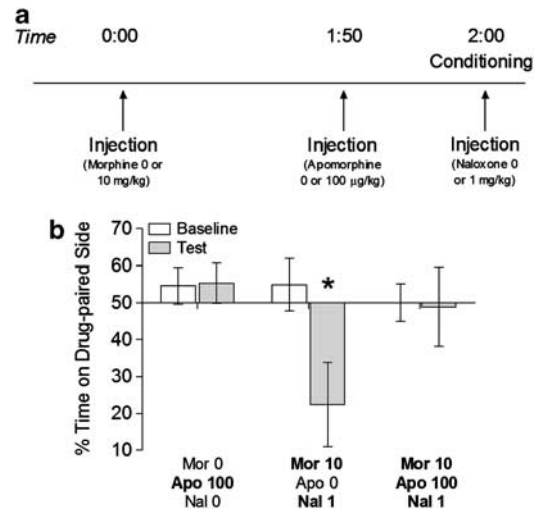 a
Time 0:00 1:50 2:00
Conditioning
Injection Injection Injection
(Morphine 0 or (Apomorphine (Naloxone 0
10 mg/kg) 0 or 100 µg/kg) or 1 mg/kg)
b
% Time on Drug-paired Side
70
60
50
40
30
20
10
Baseline
Test
*
Mor 0 Mor 10 Mor 10
Apo 100 Apo 0 Apo 100
Nal 0 Nal 1 Nal 1